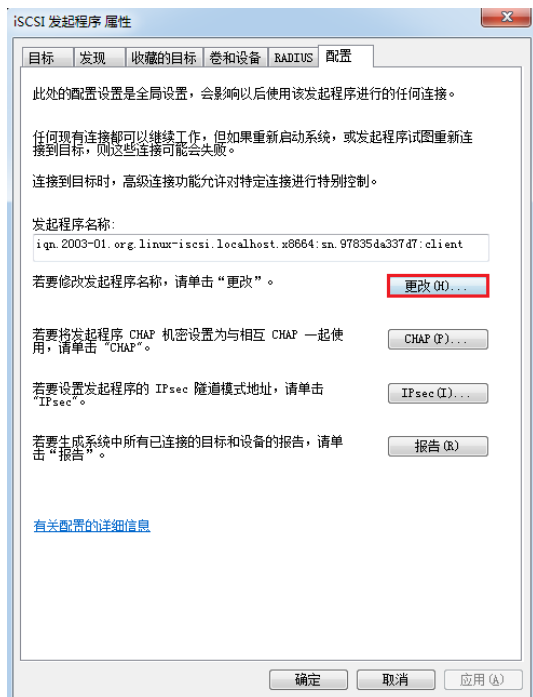 iSCSI 发起程序 属性
目标 发现 收藏的目标 卷和设备 RADIUS 配置
此处的配置设置是全局设置，会影响以后使用该发起程序进行的任何连接。
任何现有连接都可以继续工作，但如果重新启动系统，或发起程序试图重新连
接到目标，则这些连接可能会失败。
连接到目标时，高级连接功能允许对特定连接进行特别控制。
发起程序名称:
iqn.2003-01.org.linux-iscsi.localhost.x8664:sn.97835da337d7:client
若要修改发起程序名称，请单击“更改”。
更改(H)...
若要将发起程序 CHAP 机密设置为与相互 CHAP 一起使
用，请单击 "CHAP"。
CHAP(P)...
若要设置发起程序的 IPsec 隧道模式地址，请单击
"IPsec"。
IPsec(I)...
若要生成系统中所有已连接的目标和设备的报告，请单
击“报告”。
报告(R)
有关配置的详细信息
确定 取消 应用(A)